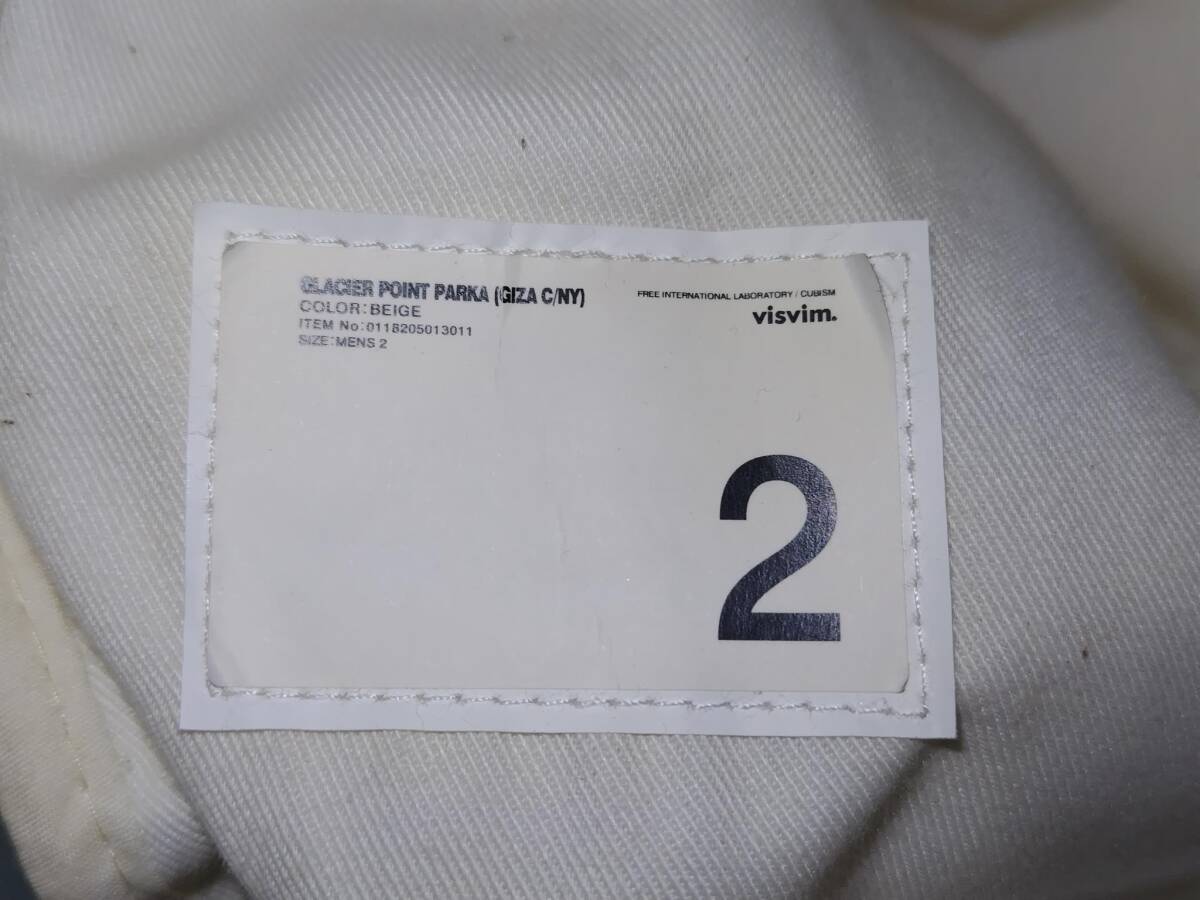 GLACIER POINT PARKA (GIZA C/NY)
COLOR:BEIGE
ITEM No:0118205013011
SIZE:MENS 2
FREE INTERNATIONAL LABORATORY / CUBISM
visvim.
2